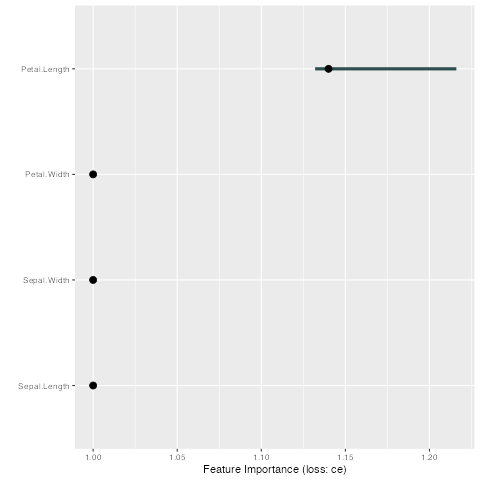 Petal.Length
Petal.Width
Sepal.Width
Sepal.Length
1.00 1.05 1.10 1.15 1.20
Feature Importance (loss: ce)